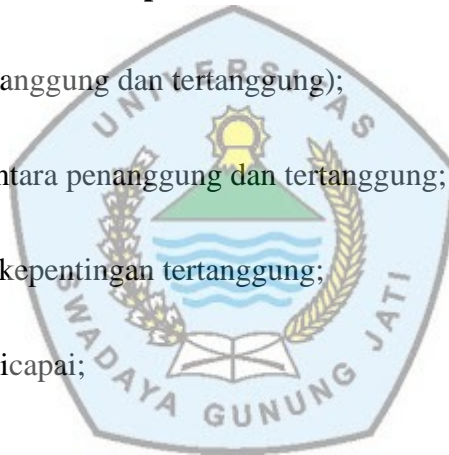 anggung dan tertanggung);
ntara penanggung dan tertanggung;
kepentingan tertanggung;
icapai;
UNIVERSITAS
SWADAYA GUNUNG JATI